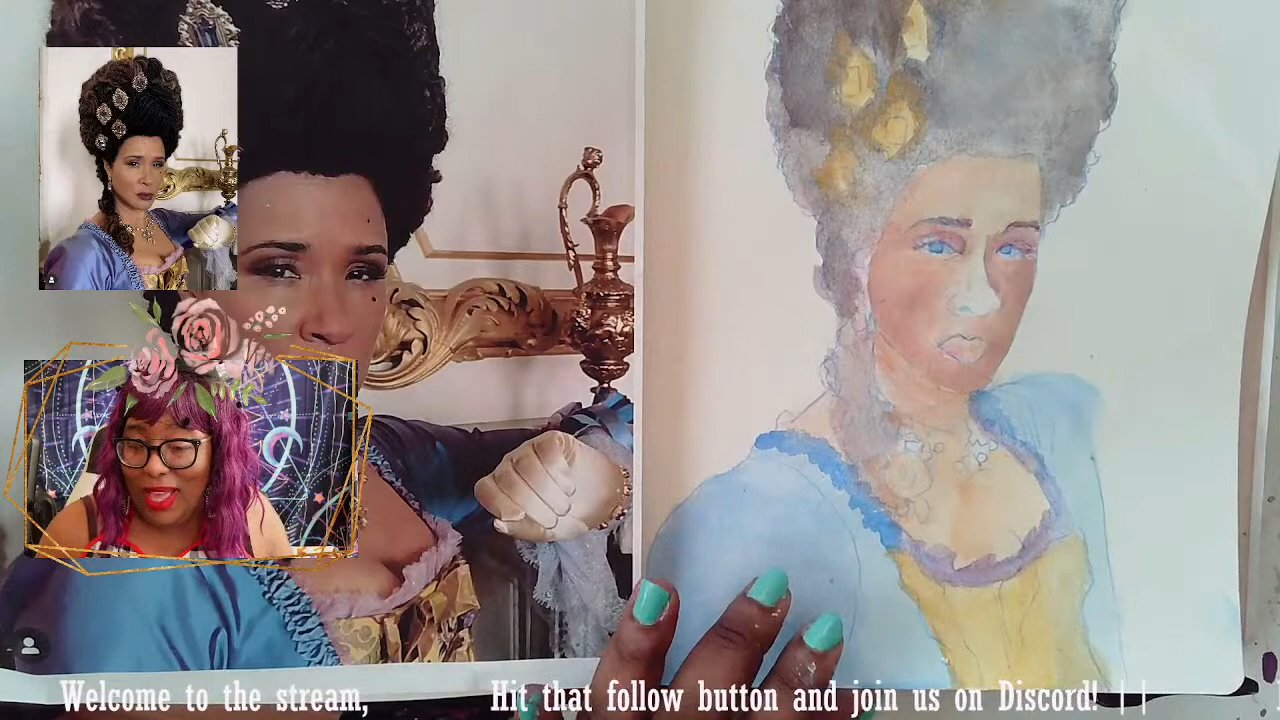 Welcome to the stream, Hit that follow button and join us on Discord! | |